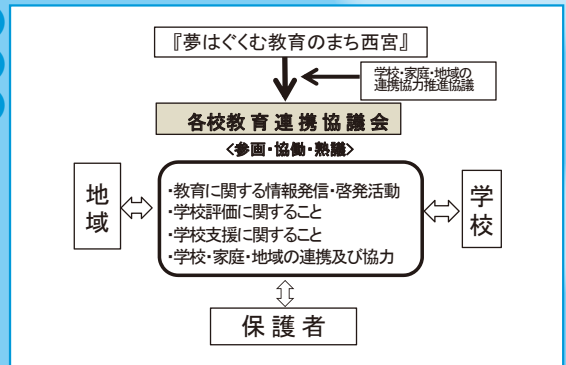 『夢はぐくむ教育のまち西宮』
学校・家庭・地域の
連携協力推進協議
各校教育連携協議会
<参画・協働・熟議>
地域
・教育に関する情報発信・啓発活動
・学校評価に関すること
・学校支援に関すること
・学校・家庭・地域の連携及び協力
学校
保護者